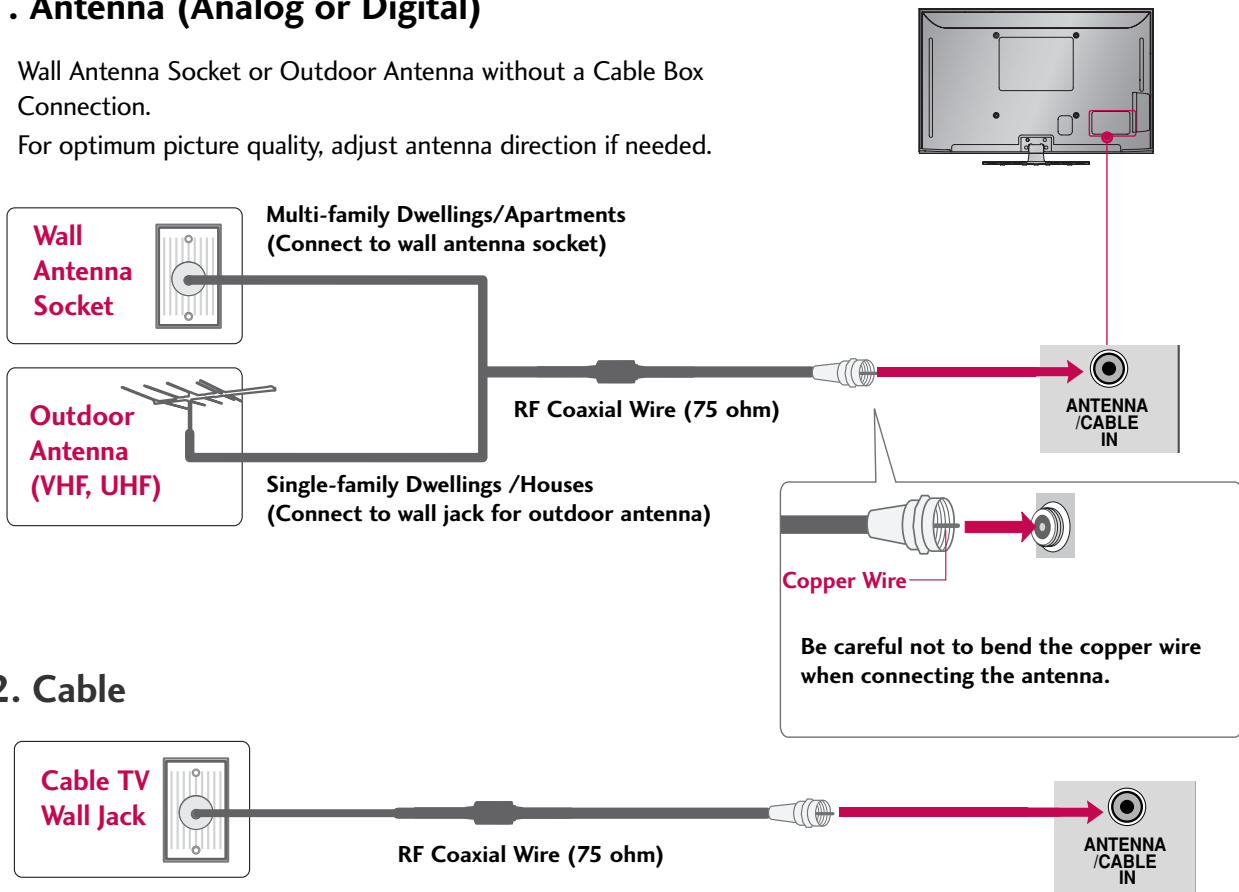 . Antenna (Analog or Digital)
Wall Antenna Socket or Outdoor Antenna without a Cable Box
Connection.
For optimum picture quality, adjust antenna direction if needed.
Wall
Antenna
Socket
Multi-family Dwellings/Apartments
(Connect to wall antenna socket)
RF Coaxial Wire (75 ohm)
ANTENNA
/CABLE
IN
Outdoor
Antenna
(VHF, UHF)
Single-family Dwellings /Houses
(Connect to wall jack for outdoor antenna)
Copper Wire
Be careful not to bend the copper wire
when connecting the antenna.
2. Cable
Cable TV
Wall Jack
RF Coaxial Wire (75 ohm)
ANTENNA
/CABLE
IN